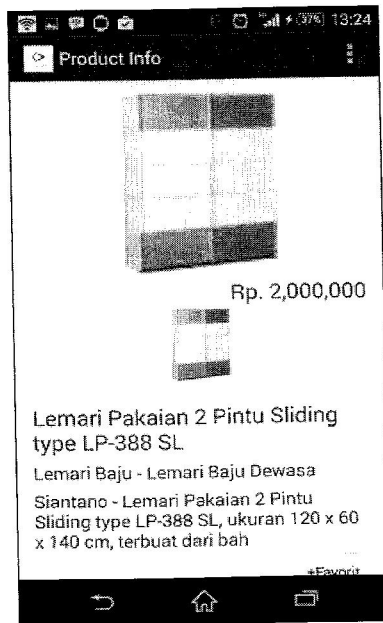 37% 13:24
Product Info
Rp. 2,000,000
Lemari Pakaian 2 Pintu Sliding
type LP-388 SL
Lemari Baju - Lemari Baju Dewasa
Siantano - Lemari Pakaian 2 Pintu
Sliding type LP-388 SL, ukuran 120 x 60
x 140 cm, terbuat dari bah
+Favorit